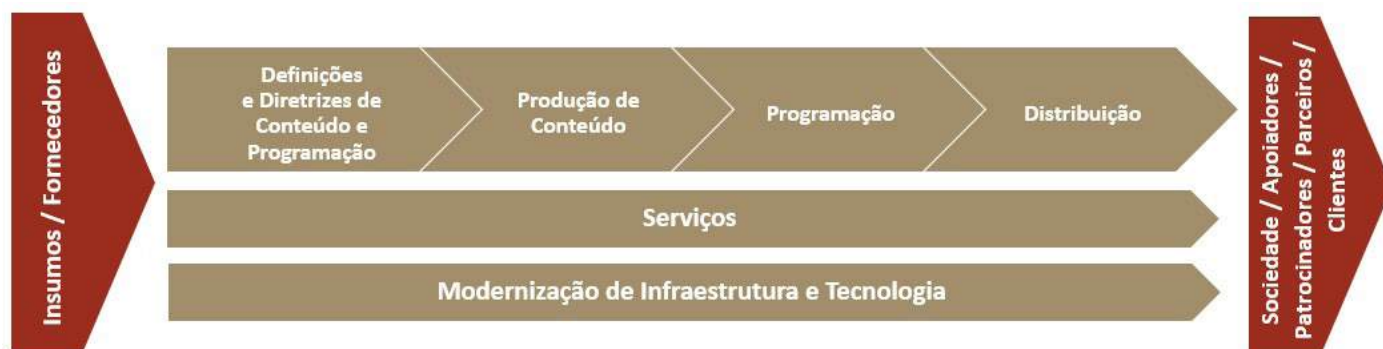 Insumos / Fornecedores
Definições
e Diretrizes de
Conteúdo e
Programação
Produção de
Conteúdo
Programação
Distribuição
Serviços
Modernização de Infraestrutura e Tecnologia
Sociedade / Apoiadores /
Patrocinadores / Parceiros /
Clientes